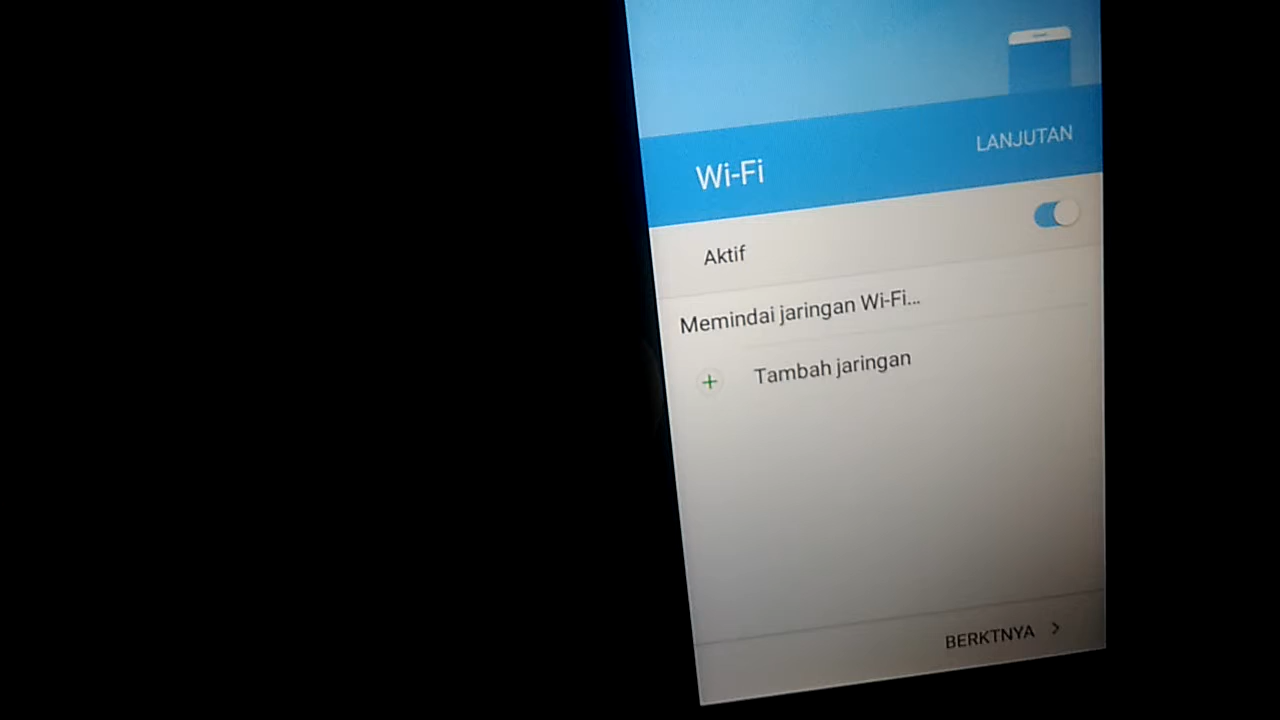 LANJUTAN
Wi-Fi
Aktif
Memindai jaringan Wi-Fi...
Tambah jaringan
BERKTNYA